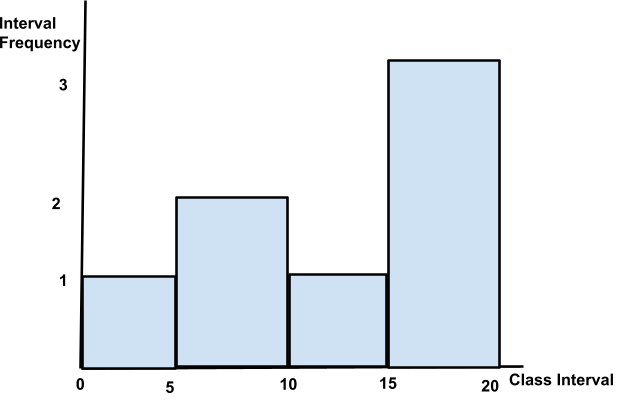 Interval
Frequency
3
2
1
0 5 10 15 20 Class Interval